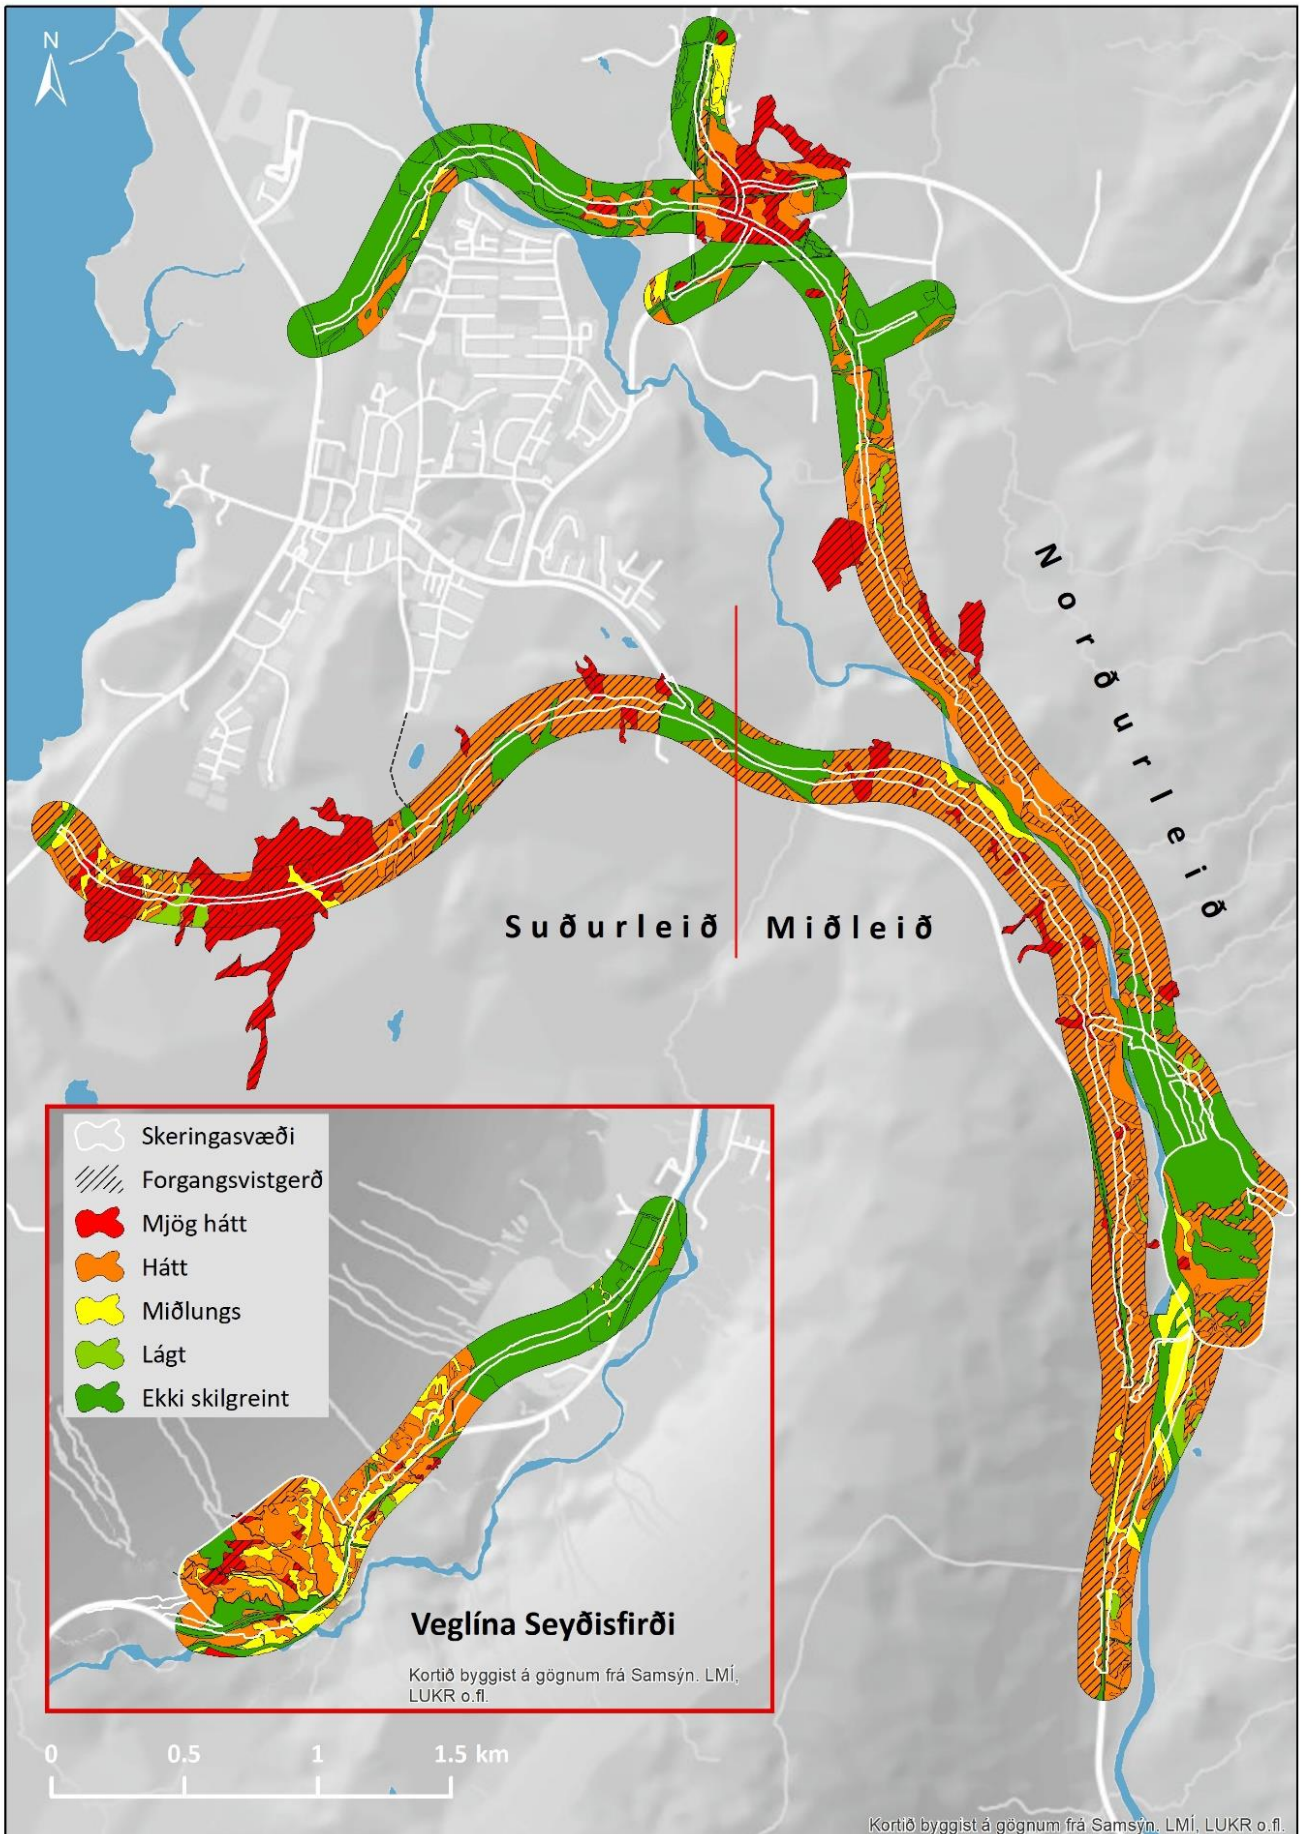 N
Norðurleið
Suðurleið
Miðleið
Skeringasvæði
Forgangsvistgerð
Mjög hátt
Hátt
Miðlungs
Lágt
Ekki skilgreint
Veglína Seyðisfirði
Kortið byggist á gögnum frá Samsýn. LMÍ,
LUKR o.fl.
0 0.5 1 1.5 km
Kortið byggist á gögnum frá Samsýn, LMÍ, LUKR o.fl.